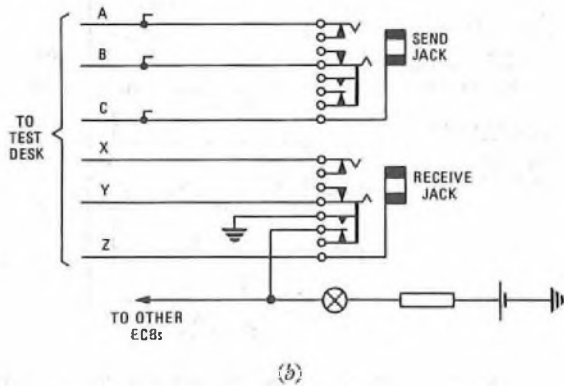 A
B
C
TO
TEST
DESK
X
Y
Z
SEND
JACK
RECEIVE
JACK
TO OTHER
ECBs
(b)